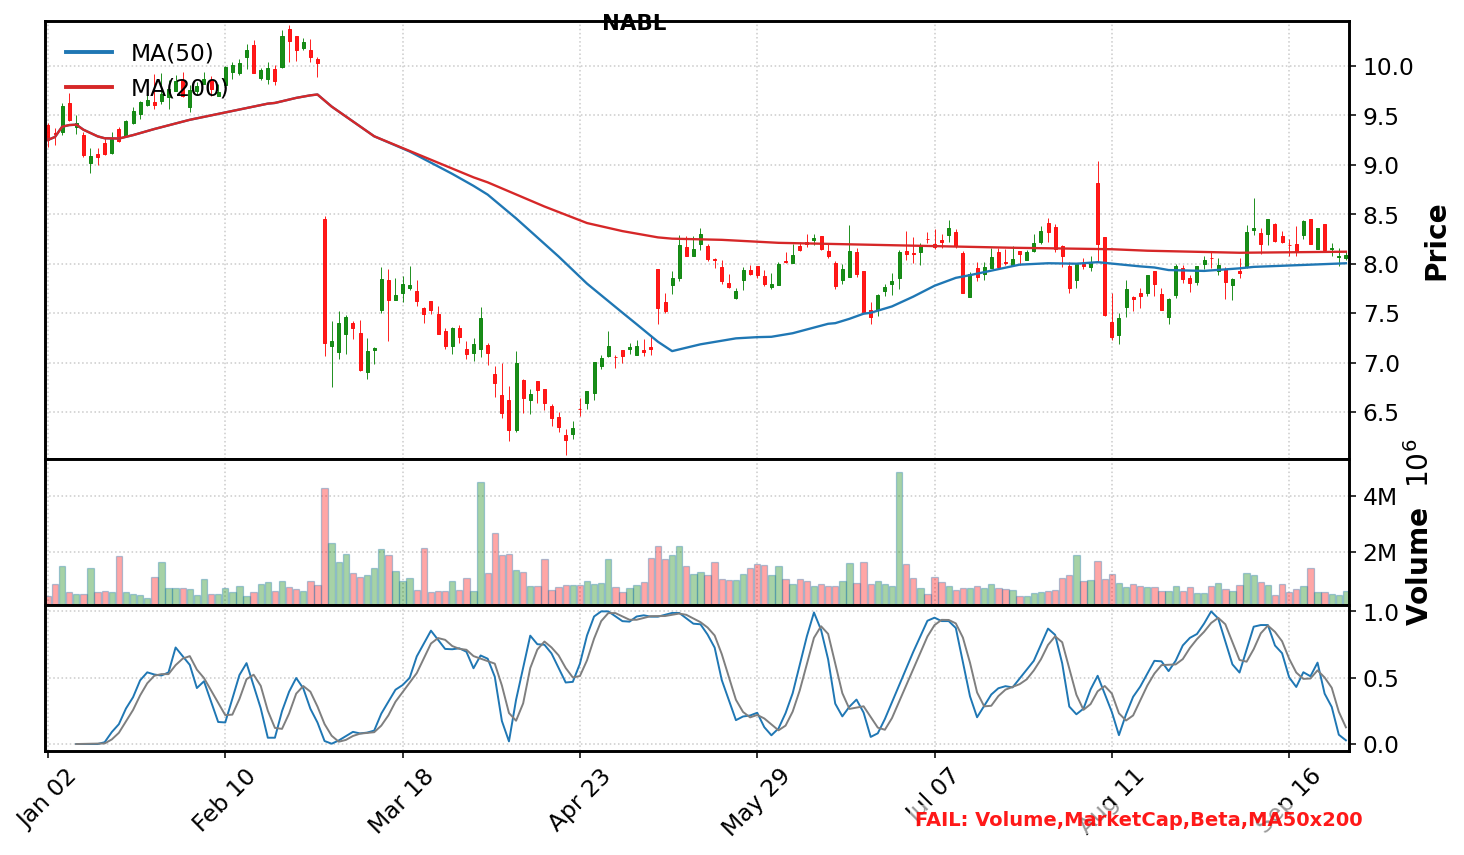 NABL
MA(50)
MA(200)
10.0
9.5
9.0
8.5
8.0
7.5
7.0
6.5
Price
4M
2M
Volume 10⁶
1.0
0.5
0.0
Jan 02
Feb 10
Mar 18
Apr 23
May 29
Jul 07
Aug 11
Sep 16
FAIL: Volume,MarketCap,Beta,MA50x200